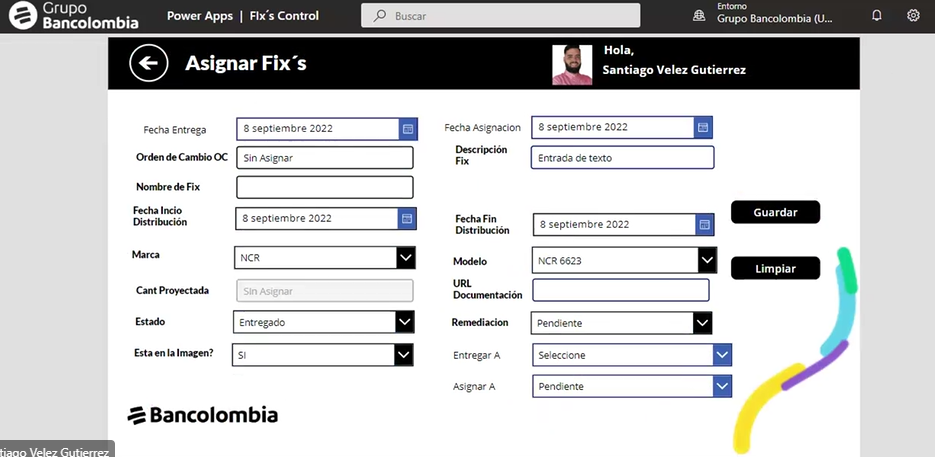 Grupo
Bancolombia
Power Apps | FIx´s Control
Buscar
Entorno
Grupo Bancolombia (U...
Asignar Fix´s
Hola,
Santiago Velez Gutierrez
Fecha Entrega
8 septiembre 2022
Fecha Asignacion
8 septiembre 2022
Orden de Cambio OC
Sin Asignar
Descripción
Fix
Entrada de texto
Nombre de Fix
Fecha Incio
Distribución
8 septiembre 2022
Fecha Fin
Distribución
8 septiembre 2022
Guardar
Marca
NCR
Modelo
NCR 6623
Limpiar
Cant Proyectada
SIn Asignar
URL
Documentación
Estado
Entregado
Remediacion
Pendiente
Esta en la Imagen?
SI
Entregar A
Seleccione
Asignar A
Pendiente
Bancolombia
tiago Velez Gutierrez